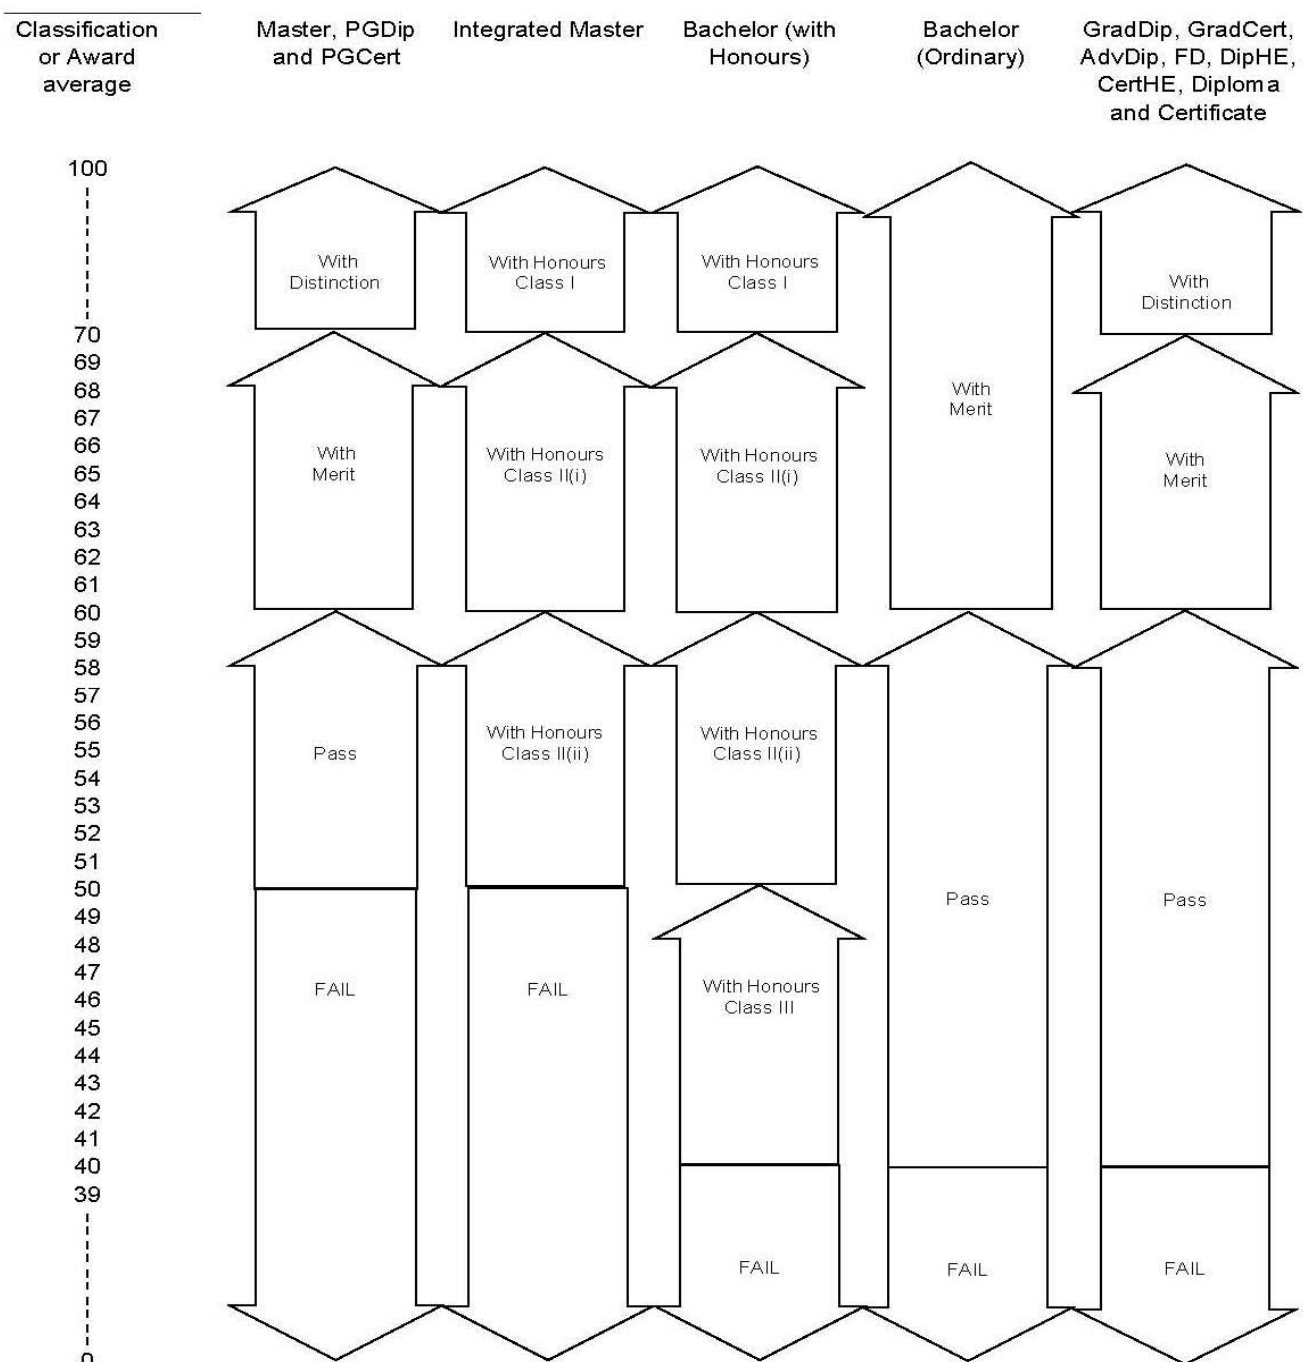 Classification
or Award
average
Master, PGDip
and PGCert
Integrated Master
Bachelor (with
Honours)
Bachelor
(Ordinary)
GradDip, GradCert,
AdvDip, FD, DipHE,
CertHE, Diploma
and Certificate
100
70
69
68
67
66
65
64
63
62
61
60
59
58
57
56
55
54
53
52
51
50
49
48
47
46
45
44
43
42
41
40
39
0
With
Distinction
With
Merit
Pass
FAIL
With Honours
Class I
With Honours
Class II(i)
With Honours
Class II(ii)
FAIL
With Honours
Class I
With Honours
Class II(i)
With Honours
Class II(ii)
With Honours
Class III
FAIL
With
Merit
Pass
FAIL
With
Distinction
With
Merit
Pass
FAIL